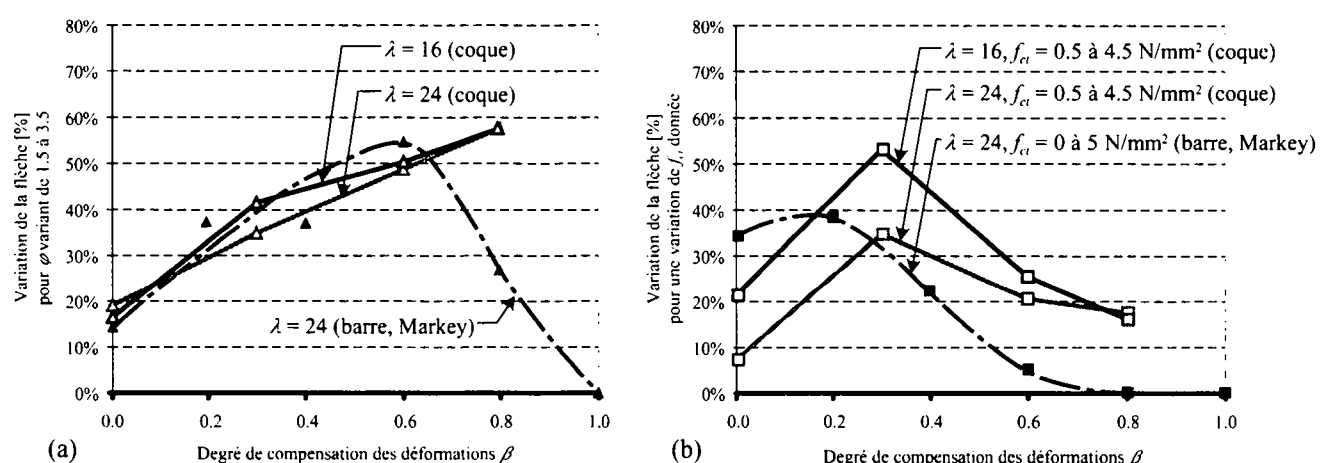 80%
70%
60%
50%
40%
30%
20%
10%
0%
Variation de la flèche [%]
pour φ variant de 1.5 à 3.5
λ = 16 (coque)
λ = 24 (coque)
λ = 24 (barre, Markey)
0.0 0.2 0.4 0.6 0.8 1.0
(a) Degré de compensation des déformations β
80%
70%
60%
50%
40%
30%
20%
10%
0%
Variation de la flèche [%]
pour une variation de f_ct donnée
λ = 16, f_ct = 0.5 à 4.5 N/mm² (coque)
λ = 24, f_ct = 0.5 à 4.5 N/mm² (coque)
λ = 24, f_ct = 0 à 5 N/mm² (barre, Markey)
0.0 0.2 0.4 0.6 0.8 1.0
(b) Degré de compensation des déformations β